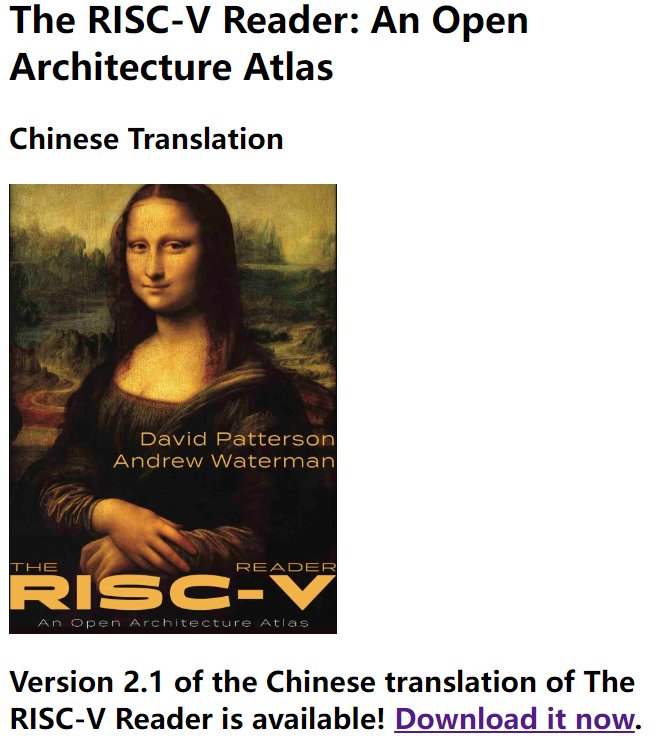 The RISC-V Reader: An Open
Architecture Atlas
Chinese Translation
David Patterson
Andrew Waterman
THE READER
RISC-V
An Open Architecture Atlas
Version 2.1 of the Chinese translation of The
RISC-V Reader is available! Download it now.